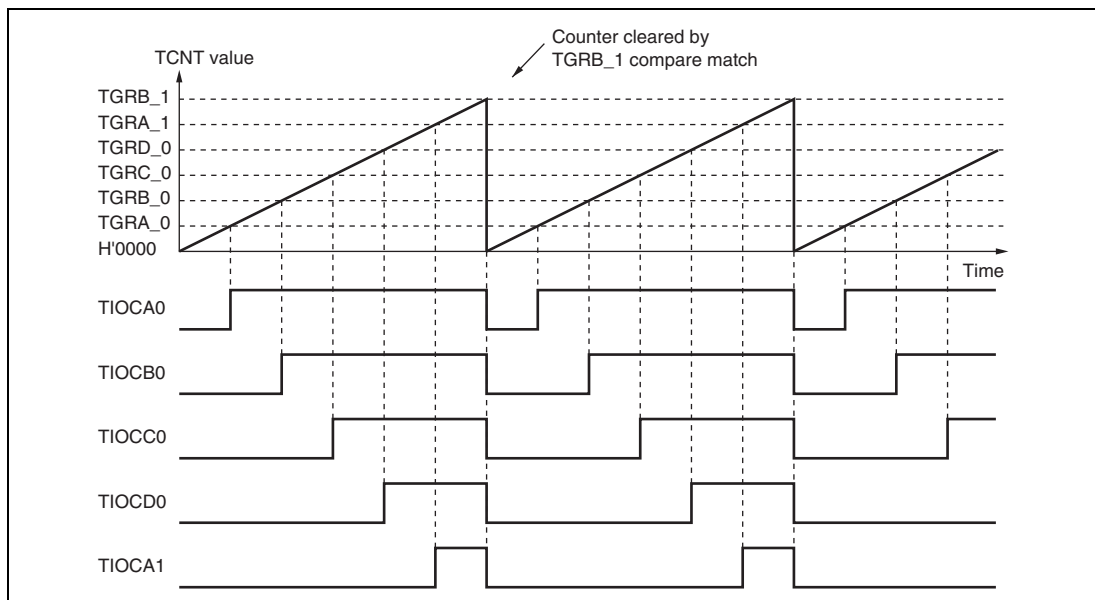 Counter cleared by
TGRB_1 compare match
TCNT value
TGRB_1
TGRA_1
TGRD_0
TGRC_0
TGRB_0
TGRA_0
H'0000
Time
TIOCA0
TIOCB0
TIOCC0
TIOCD0
TIOCA1